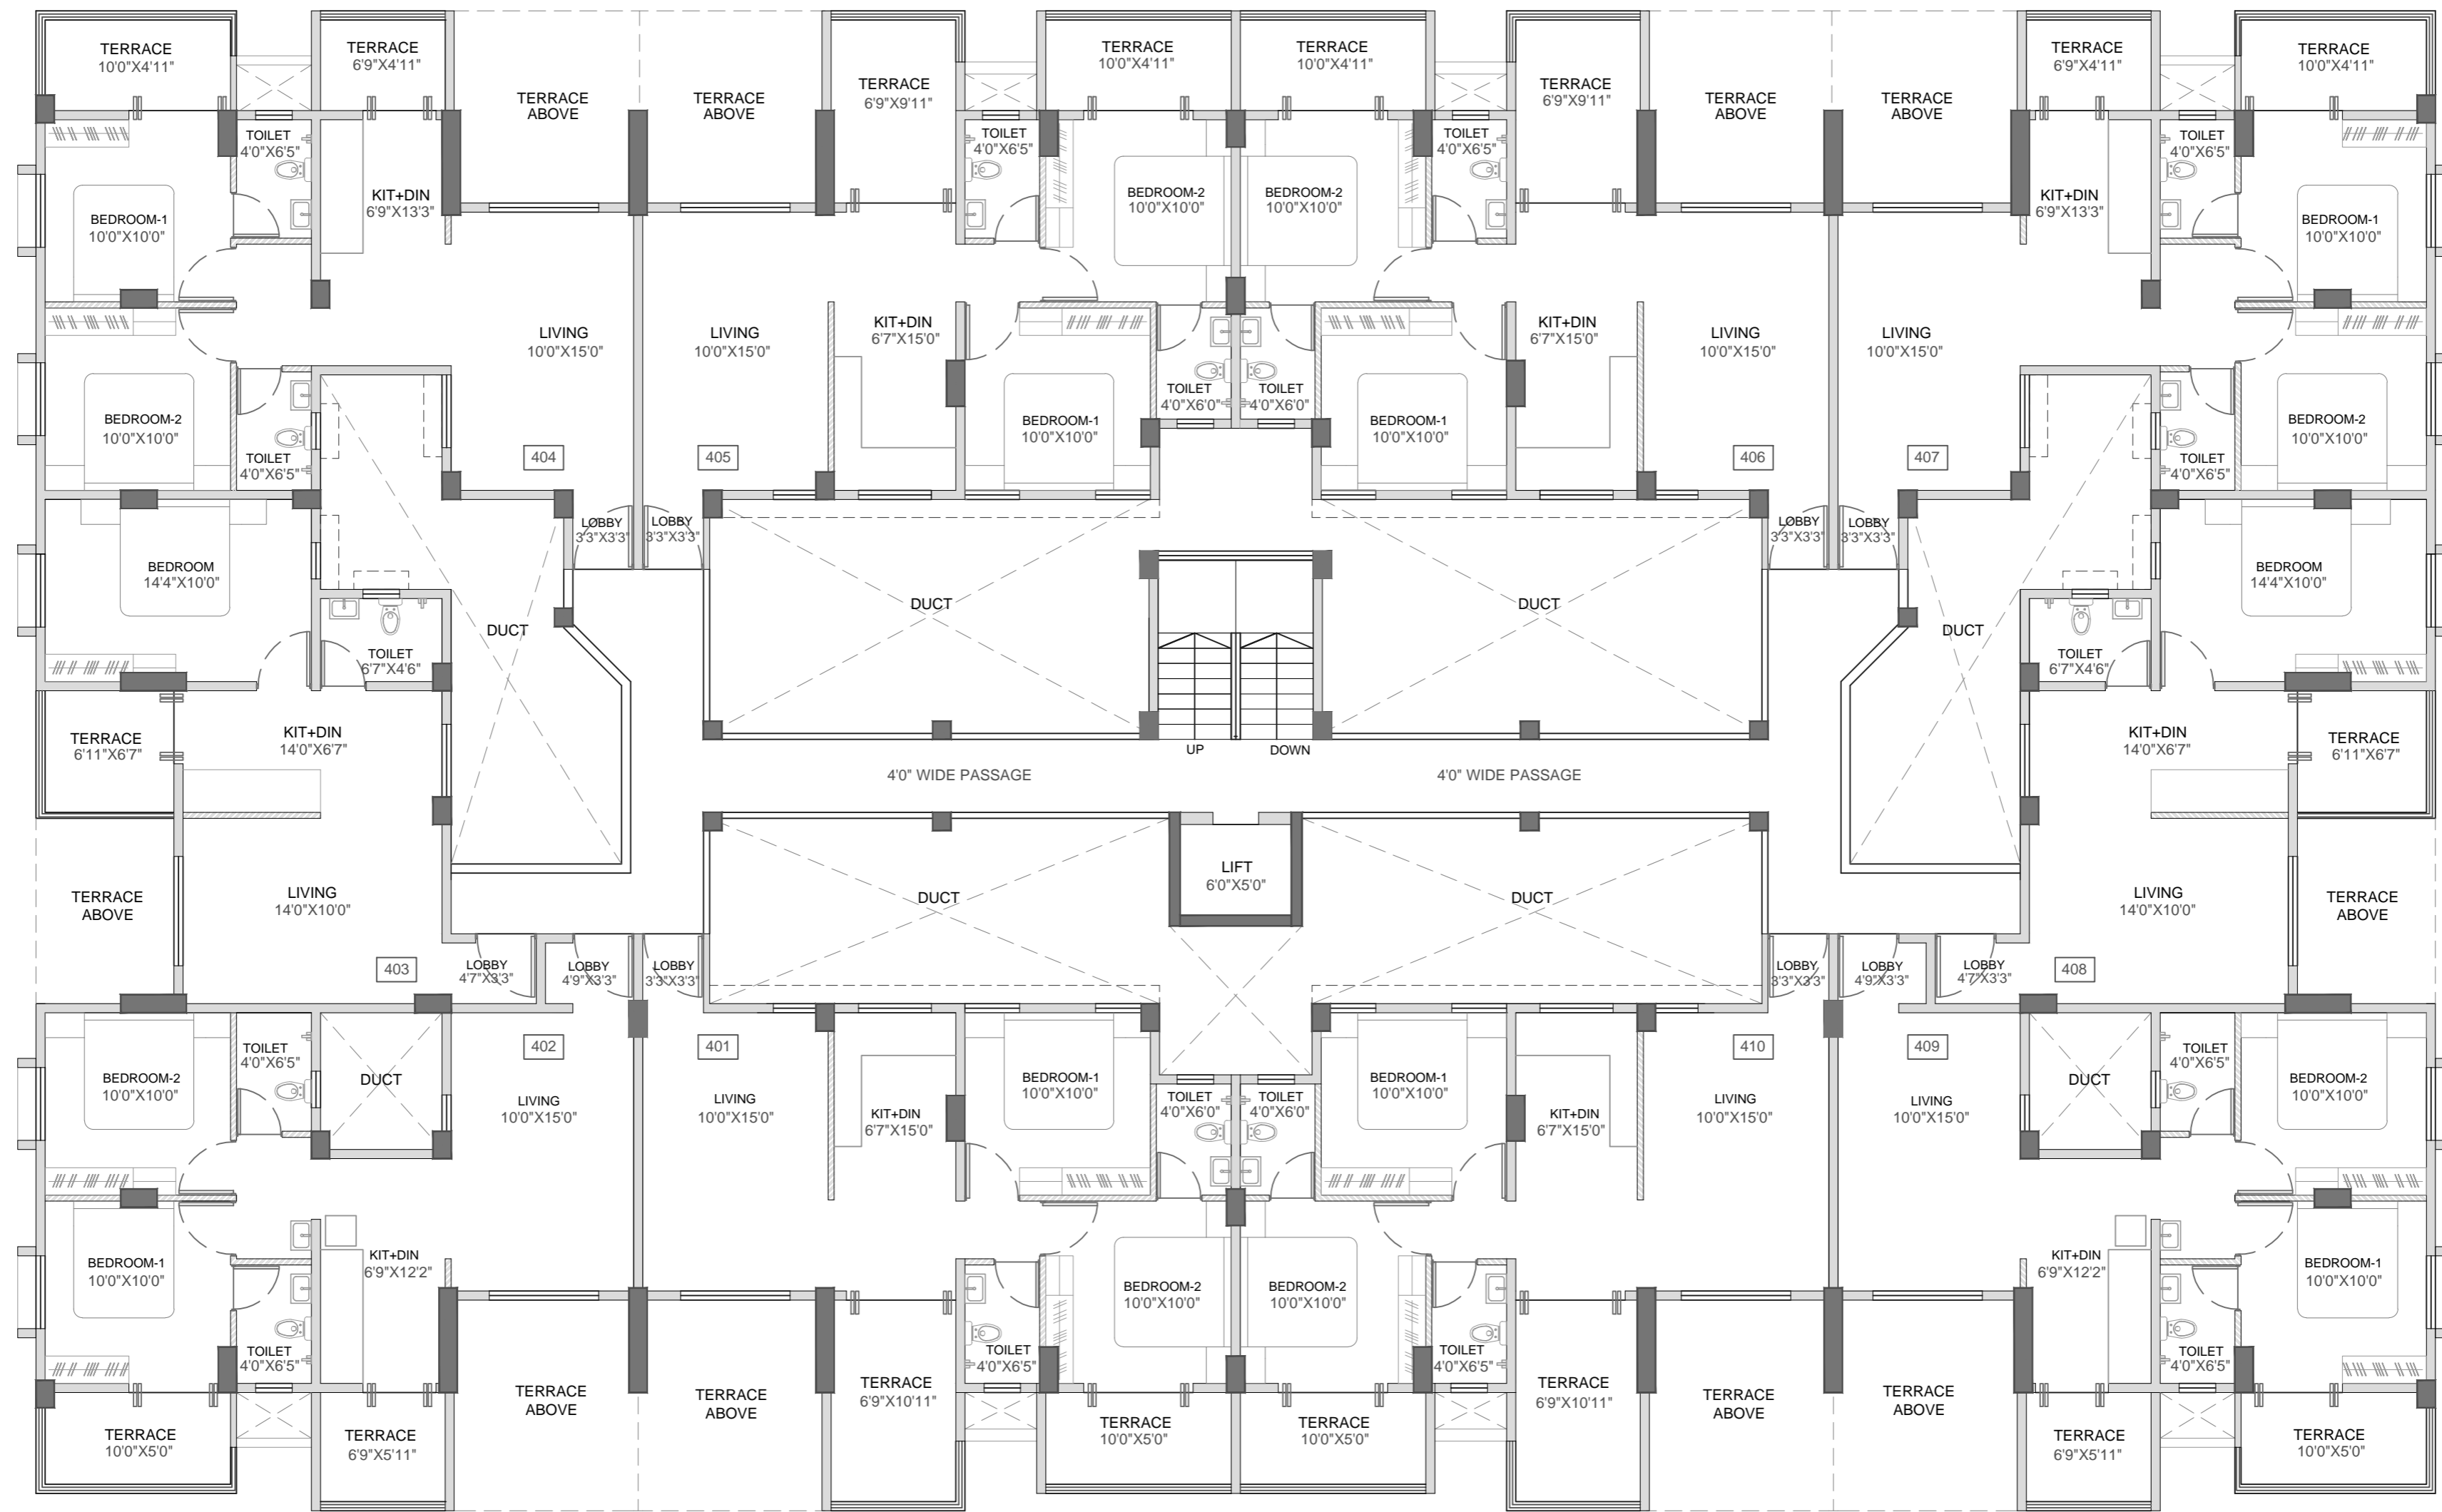 TERRACE
10'0"X4'11"
TERRACE
6'9"X4'11"
TERRACE
ABOVE
TERRACE
ABOVE
TERRACE
6'9"X9'11"
TERRACE
10'0"X4'11"
TERRACE
10'0"X4'11"
TERRACE
6'9"X9'11"
TERRACE
ABOVE
TERRACE
ABOVE
TERRACE
6'9"X4'11"
TERRACE
10'0"X4'11"
TOILET
4'0"X6'5"
TOILET
4'0"X6'5"
TOILET
4'0"X6'5"
TOILET
4'0"X6'5"
BEDROOM-1
10'0"X10'0"
KIT+DIN
6'9"X13'3"
BEDROOM-2
10'0"X10'0"
BEDROOM-2
10'0"X10'0"
KIT+DIN
6'9"X13'3"
BEDROOM-1
10'0"X10'0"
LIVING
10'0"X15'0"
LIVING
10'0"X15'0"
KIT+DIN
6'7"X15'0"
KIT+DIN
6'7"X15'0"
LIVING
10'0"X15'0"
LIVING
10'0"X15'0"
BEDROOM-2
10'0"X10'0"
TOILET
4'0"X6'5"
BEDROOM-1
10'0"X10'0"
TOILET
4'0"X6'0"
TOILET
4'0"X6'0"
BEDROOM-1
10'0"X10'0"
TOILET
4'0"X6'5"
BEDROOM-2
10'0"X10'0"
404
405
406
407
LOBBY
3'3"X3'3"
LOBBY
3'3"X3'3"
LOBBY
3'3"X3'3"
LOBBY
3'3"X3'3"
BEDROOM
14'4"X10'0"
BEDROOM
14'4"X10'0"
DUCT
DUCT
DUCT
DUCT
TOILET
6'7"X4'6"
TOILET
6'7"X4'6"
TERRACE
6'11"X6'7"
KIT+DIN
14'0"X6'7"
UP
DOWN
KIT+DIN
14'0"X6'7"
TERRACE
6'11"X6'7"
4'0" WIDE PASSAGE
4'0" WIDE PASSAGE
TERRACE
ABOVE
LIVING
14'0"X10'0"
DUCT
LIFT
6'0"X5'0"
DUCT
LIVING
14'0"X10'0"
TERRACE
ABOVE
403
LOBBY
4'7"X3'3"
LOBBY
4'9"X3'3"
LOBBY
3'3"X3'3"
LOBBY
3'3"X3'3"
LOBBY
4'9"X3'3"
LOBBY
4'7"X3'3"
408
402
401
410
409
BEDROOM-2
10'0"X10'0"
TOILET
4'0"X6'5"
DUCT
LIVING
10'0"X15'0"
LIVING
10'0"X15'0"
KIT+DIN
6'7"X15'0"
BEDROOM-1
10'0"X10'0"
TOILET
4'0"X6'0"
TOILET
4'0"X6'0"
BEDROOM-1
10'0"X10'0"
KIT+DIN
6'7"X15'0"
LIVING
10'0"X15'0"
LIVING
10'0"X15'0"
DUCT
TOILET
4'0"X6'5"
BEDROOM-2
10'0"X10'0"
BEDROOM-1
10'0"X10'0"
KIT+DIN
6'9"X12'2"
BEDROOM-2
10'0"X10'0"
BEDROOM-2
10'0"X10'0"
KIT+DIN
6'9"X12'2"
BEDROOM-1
10'0"X10'0"
TOILET
4'0"X6'5"
TOILET
4'0"X6'5"
TOILET
4'0"X6'5"
TOILET
4'0"X6'5"
TERRACE
10'0"X5'0"
TERRACE
6'9"X5'11"
TERRACE
ABOVE
TERRACE
ABOVE
TERRACE
6'9"X10'11"
TERRACE
10'0"X5'0"
TERRACE
10'0"X5'0"
TERRACE
6'9"X10'11"
TERRACE
ABOVE
TERRACE
ABOVE
TERRACE
6'9"X5'11"
TERRACE
10'0"X5'0"